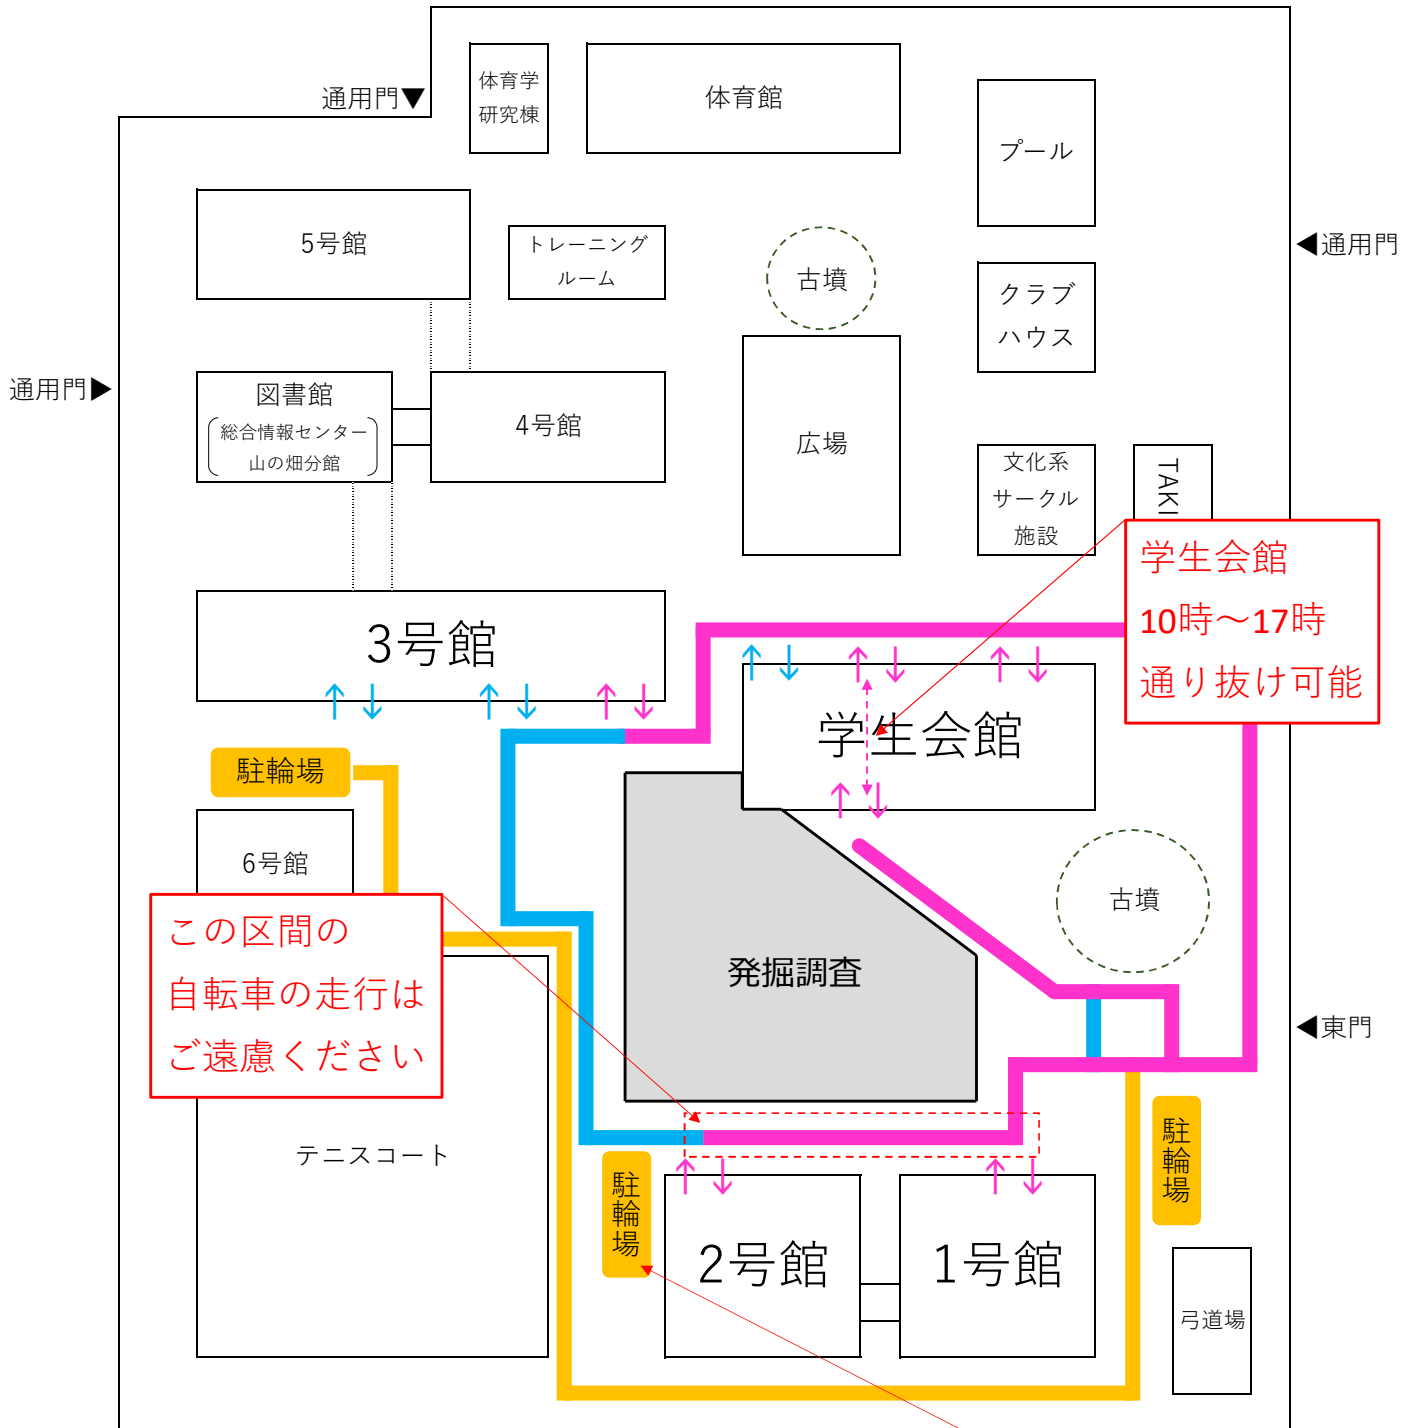 体育学
研究棟
体育館
通用門▼
プール
5号館
トレーニング
ルーム
古墳
◀通用門
クラブ
ハウス
通用門▶
図書館
総合情報センター
山の畑分館
4号館
広場
文化系
サークル
施設
TAKI
学生会館
10時～17時
通り抜け可能
3号館
↑ ↓
↑ ↓
↑ ↓
↑ ↓
↑ ↓
↑ ↓
学生会館
↑ ↓
駐輪場
6号館
古墳
この区間の
自転車の走行は
ご遠慮ください
発掘調査
◀東門
テニスコート
駐輪場
駐輪場
↑ ↓
↑ ↓
2号館
1号館
弓道場